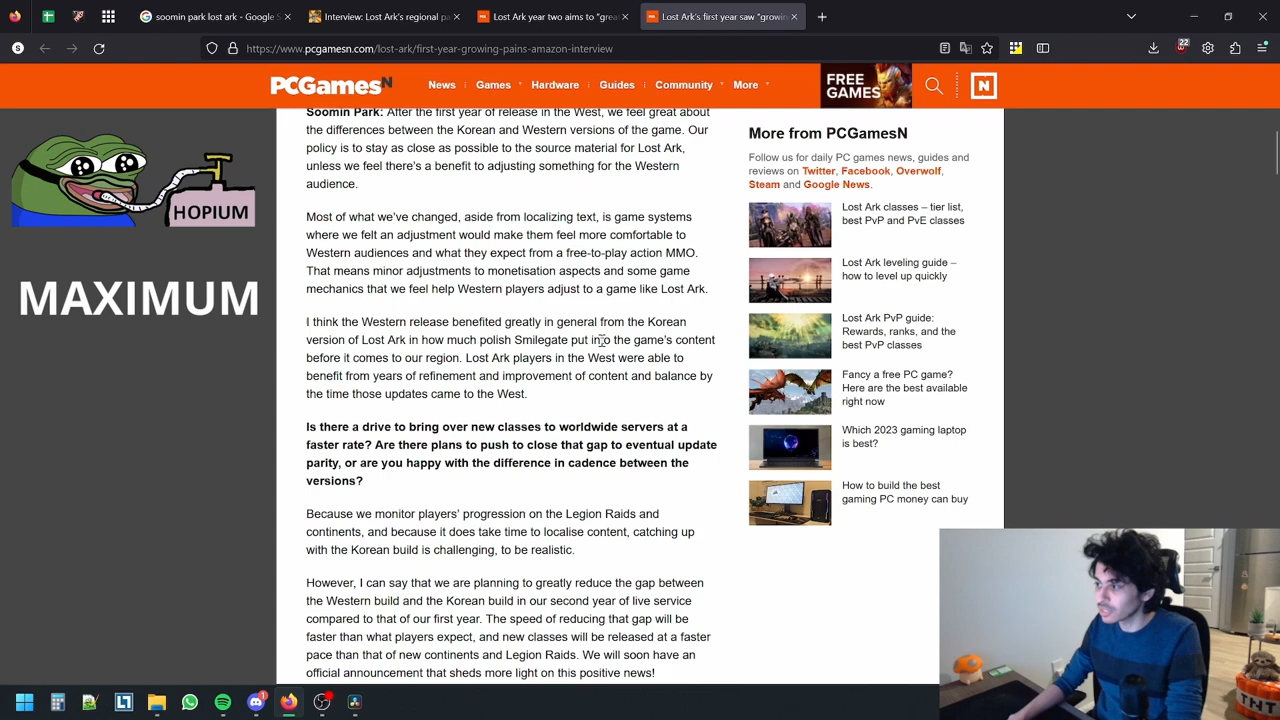 soomin park lost ark - Google S
Interview: Lost Ark's regional pa
Lost Ark year two aims to "grea
Lost Ark's first year saw "growin
https://www.pcgamesn.com/lost-ark/first-year-growing-pains-amazon-interview
22
PCGamesN
News
Games
Hardware
Guides
Community
More
FREE
GAMES
N
HOPIUM
MAXIMUM
Soomin Park: After the first year of release in the West, we feel great about
the differences between the Korean and Western versions of the game. Our
policy is to stay as close as possible to the source material for Lost Ark,
unless we feel there's a benefit to adjusting something for the Western
audience.
Most of what we've changed, aside from localizing text, is game systems
where we felt an adjustment would make them feel more comfortable to
Western audiences and what they expect from a free-to-play action MMO.
That means minor adjustments to monetisation aspects and some game
mechanics that we feel help Western players adjust to a game like Lost Ark.
I think the Western release benefited greatly in general from the Korean
version of Lost Ark in how much polish Smilegate put into the game's content
before it comes to our region. Lost Ark players in the West were able to
benefit from years of refinement and improvement of content and balance by
the time those updates came to the West.
Is there a drive to bring over new classes to worldwide servers at a
faster rate? Are there plans to push to close that gap to eventual update
parity, or are you happy with the difference in cadence between the
versions?
Because we monitor players' progression on the Legion Raids and
continents, and because it does take time to localise content, catching up
with the Korean build is challenging, to be realistic.
However, I can say that we are planning to greatly reduce the gap between
the Western build and the Korean build in our second year of live service
compared to that of our first year. The speed of reducing that gap will be
faster than what players expect, and new classes will be released at a faster
pace than that of new continents and Legion Raids. We will soon have an
official announcement that sheds more light on this positive news!
More from PCGamesN
Follow us for daily PC games news, guides and
reviews on Twitter, Facebook, Overwolf,
Steam and Google News.
Lost Ark classes – tier list,
best PvP and PvE classes
Lost Ark leveling guide –
how to level up quickly
Lost Ark PvP guide:
Rewards, ranks, and the
best PvP classes
Fancy a free PC game?
Here are the best available
right now
Which 2023 gaming laptop
is best?
How to build the best
gaming PC money can buy
TNT